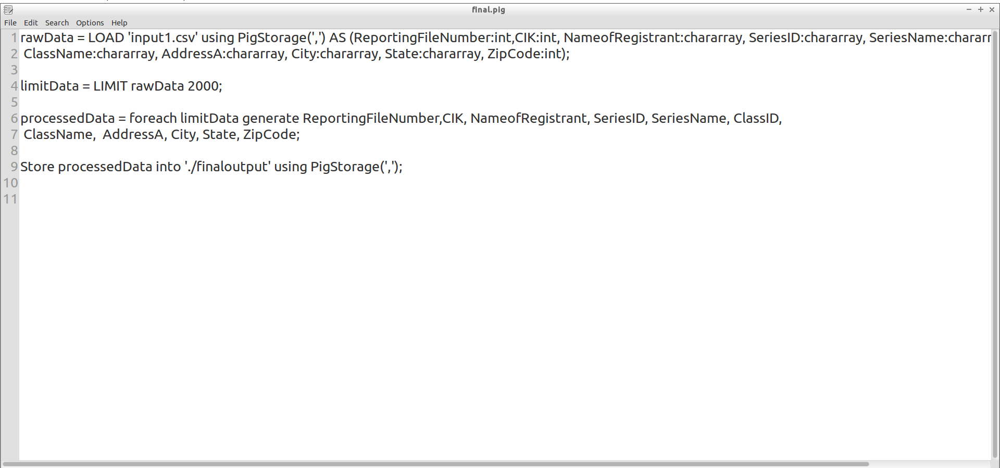 final.pig
File Edit Search Options Help
1 rawData = LOAD 'input1.csv' using PigStorage(',') AS (ReportingFileNumber:int,CIK:int, NameofRegistrant:chararray, SeriesID:chararray, SeriesName:chararr
2 ClassName:chararray, AddressA:chararray, City:chararray, State:chararray, ZipCode:int);
3
4 limitData = LIMIT rawData 2000;
5
6 processedData = foreach limitData generate ReportingFileNumber,CIK, NameofRegistrant, SeriesID, SeriesName, ClassID,
7 ClassName,  AddressA, City, State, ZipCode;
8
9 Store processedData into './finaloutput' using PigStorage(',');
10
11